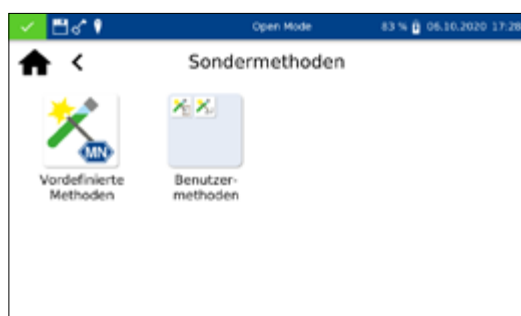 Open Mode 83 % 06.10.2020 17:28
Sondermethoden
MN
Vordefinierte
Methoden
Benutzer-
methoden